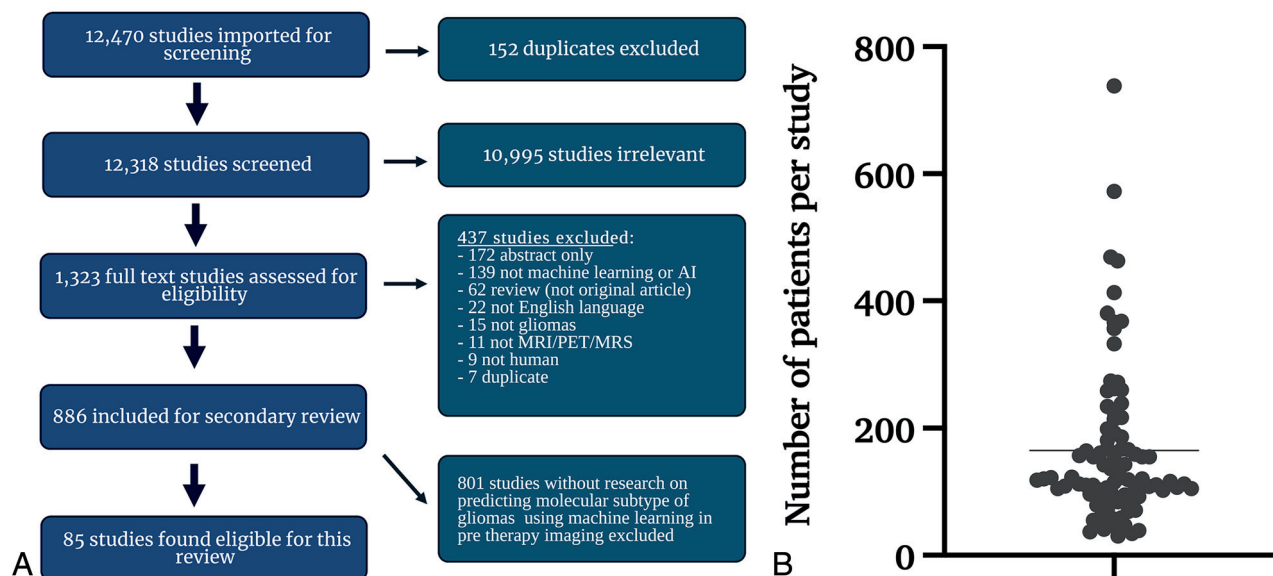 12,470 studies imported for
screening
152 duplicates excluded
12,318 studies screened
10,995 studies irrelevant
1,323 full text studies assessed for
eligibility
437 studies excluded:
- 172 abstract only
- 139 not machine learning or AI
- 62 review (not original article)
- 22 not English language
- 15 not gliomas
- 11 not MRI/PET/MRS
- 9 not human
- 7 duplicate
886 included for secondary review
801 studies without research on
predicting molecular subtype of
gliomas using machine learning in
pre therapy imaging excluded
85 studies found eligible for this
review
A
Number of patients per study
800
600
400
200
0
B